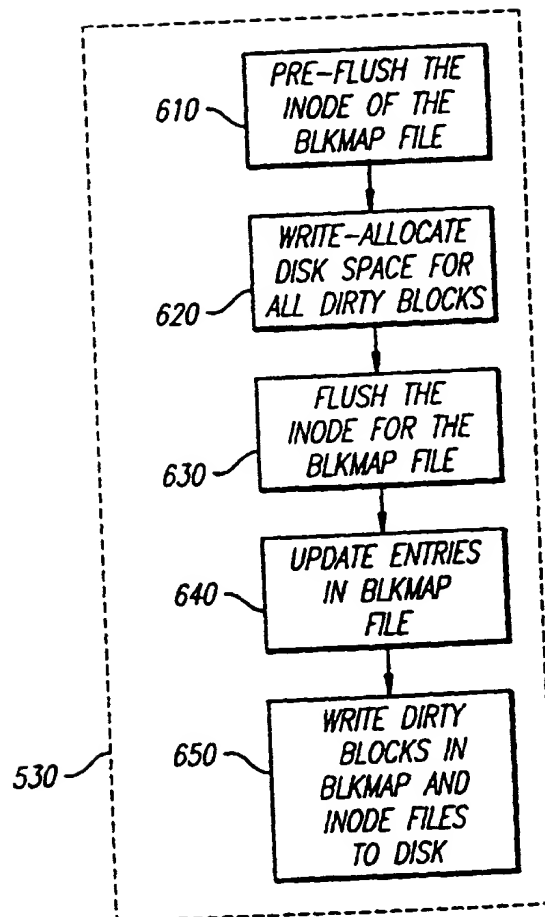 610
PRE-FLUSH THE
INODE OF THE
BLKMAP FILE
620
WRITE-ALLOCATE
DISK SPACE FOR
ALL DIRTY BLOCKS
630
FLUSH THE
INODE FOR THE
BLKMAP FILE
640
UPDATE ENTRIES
IN BLKMAP
FILE
530
650
WRITE DIRTY
BLOCKS IN
BLKMAP AND
INODE FILES
TO DISK